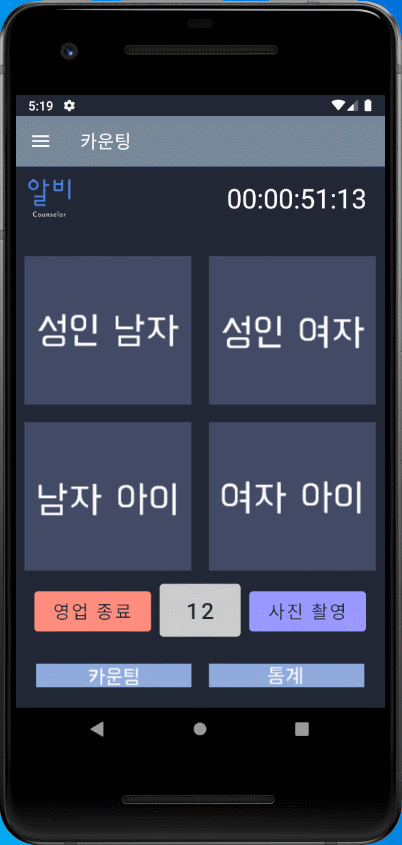 5:19
카운팅
알비
Counselor
00:00:51:13
성인 남자
성인 여자
남자 아이
여자 아이
영업 종료
12
사진 촬영
카운팅
통계